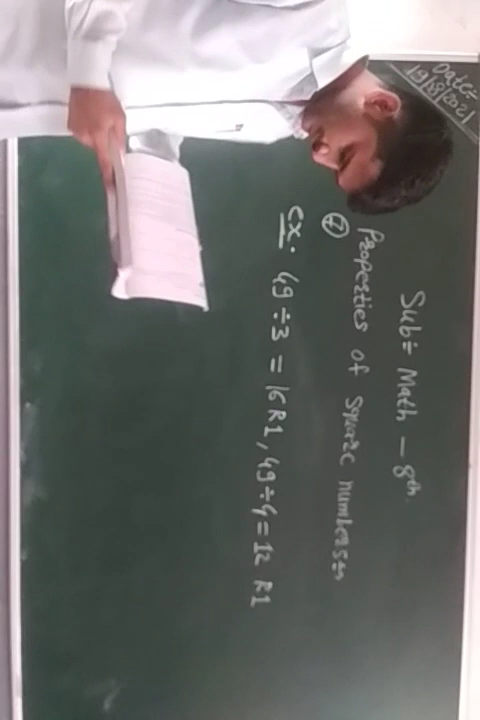 Date:-
19/8/2021
Sub:- Math - 8th.
Properties of square numbers:-
⑦
ex. 49÷3 = 16 R1, 49÷4 = 12 R1